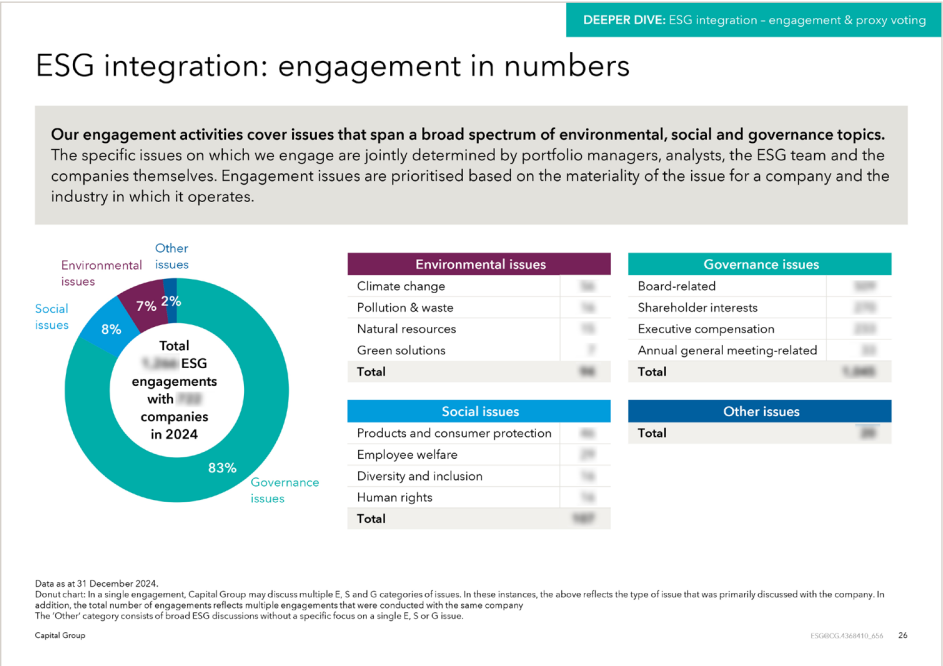 DEEPER DIVE: ESG integration – engagement & proxy voting
ESG integration: engagement in numbers
Our engagement activities cover issues that span a broad spectrum of environmental, social and governance topics.
The specific issues on which we engage are jointly determined by portfolio managers, analysts, the ESG team and the
companies themselves. Engagement issues are prioritised based on the materiality of the issue for a company and the
industry in which it operates.
Other
issues
Environmental
issues
Social
issues
7%
2%
8%
Total
ESG
engagements
with
companies
in 2024
83%
Governance
issues
Environmental issues
Climate change
Pollution & waste
Natural resources
Green solutions
Total
Governance issues
Board-related
Shareholder interests
Executive compensation
Annual general meeting-related
Total
Social issues
Products and consumer protection
Employee welfare
Diversity and inclusion
Human rights
Total
Other issues
Total
Data as at 31 December 2024.
Donut chart: In a single engagement, Capital Group may discuss multiple E, S and G categories of issues. In these instances, the above reflects the type of issue that was primarily discussed with the company. In
addition, the total number of engagements reflects multiple engagements that were conducted with the same company
The 'Other' category consists of broad ESG discussions without a specific focus on a single E, S or G issue.
Capital Group
26